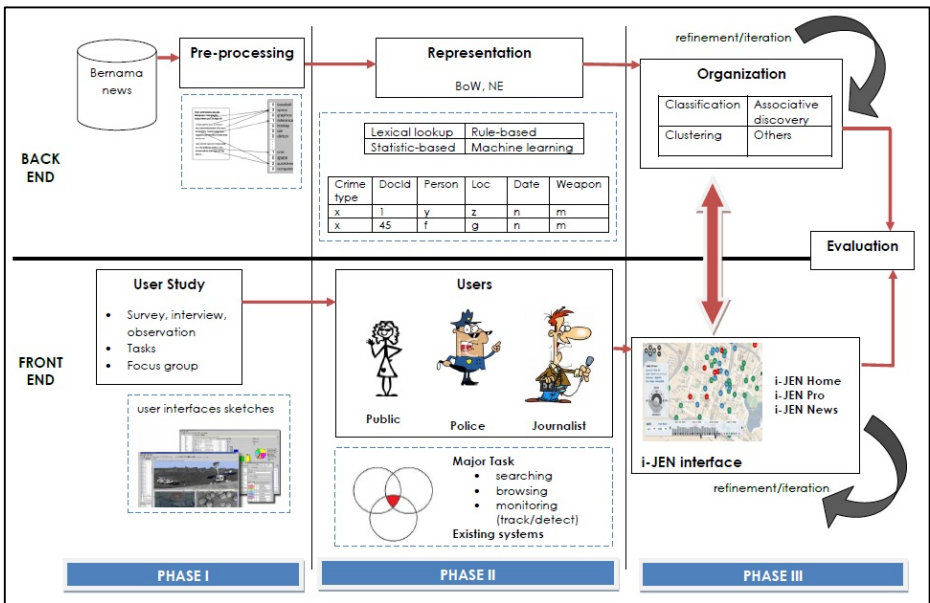 refinement/iteration
Bernama
news
Pre-processing
Representation
BoW, NE
Organization
Classification Associative
discovery
Clustering Others
Lexical lookup Rule-based
Statistic-based Machine learning
BACK
END
Crime
type DocId Person Loc Date Weapon
x 1 y z n m
x 45 f g n m
Evaluation
User Study
• Survey, interview,
observation
• Tasks
• Focus group
Users
FRONT
END
Public
Police
Journalist
i-JEN Home
i-JEN Pro
i-JEN News
i-JEN interface
user interfaces sketches
Major Task
• searching
• browsing
• monitoring
(track/detect)
Existing systems
refinement/iteration
PHASE I
PHASE II
PHASE III